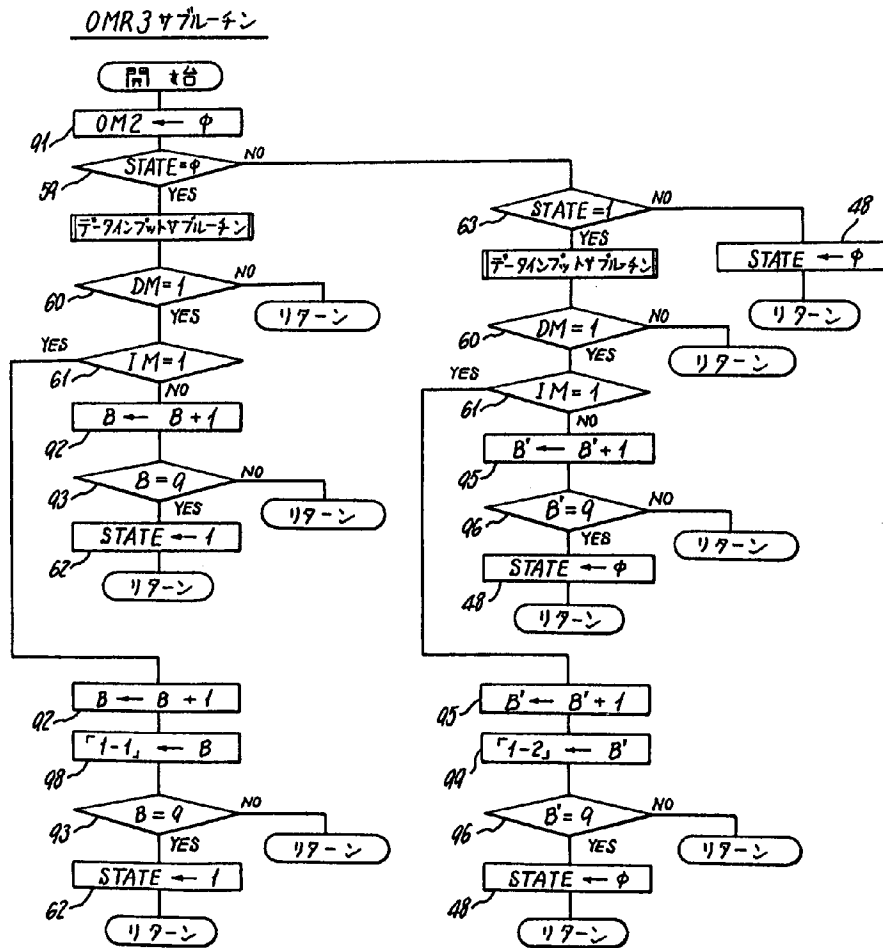 OMR3 サブルーチン
開始
OM2 ← φ
91
STATE=φ
NO
59
YES
データインプットサブルーチン
DM=1
NO
60
YES
リターン
YES
IM=1
61
NO
B ← B+1
92
B=9
NO
93
YES
リターン
STATE ← 1
62
リターン
B ← B+1
92
「1-1」 ← B
98
B=9
NO
93
YES
リターン
STATE ← 1
62
リターン
STATE=1
NO
63
YES
48
STATE ← φ
リターン
データインプットサブルーチン
DM=1
NO
60
YES
リターン
YES
IM=1
61
NO
B' ← B'+1
95
B'=9
NO
96
YES
リターン
STATE ← φ
48
リターン
B' ← B'+1
95
「1-2」 ← B'
99
B'=9
NO
96
YES
リターン
STATE ← φ
48
リターン